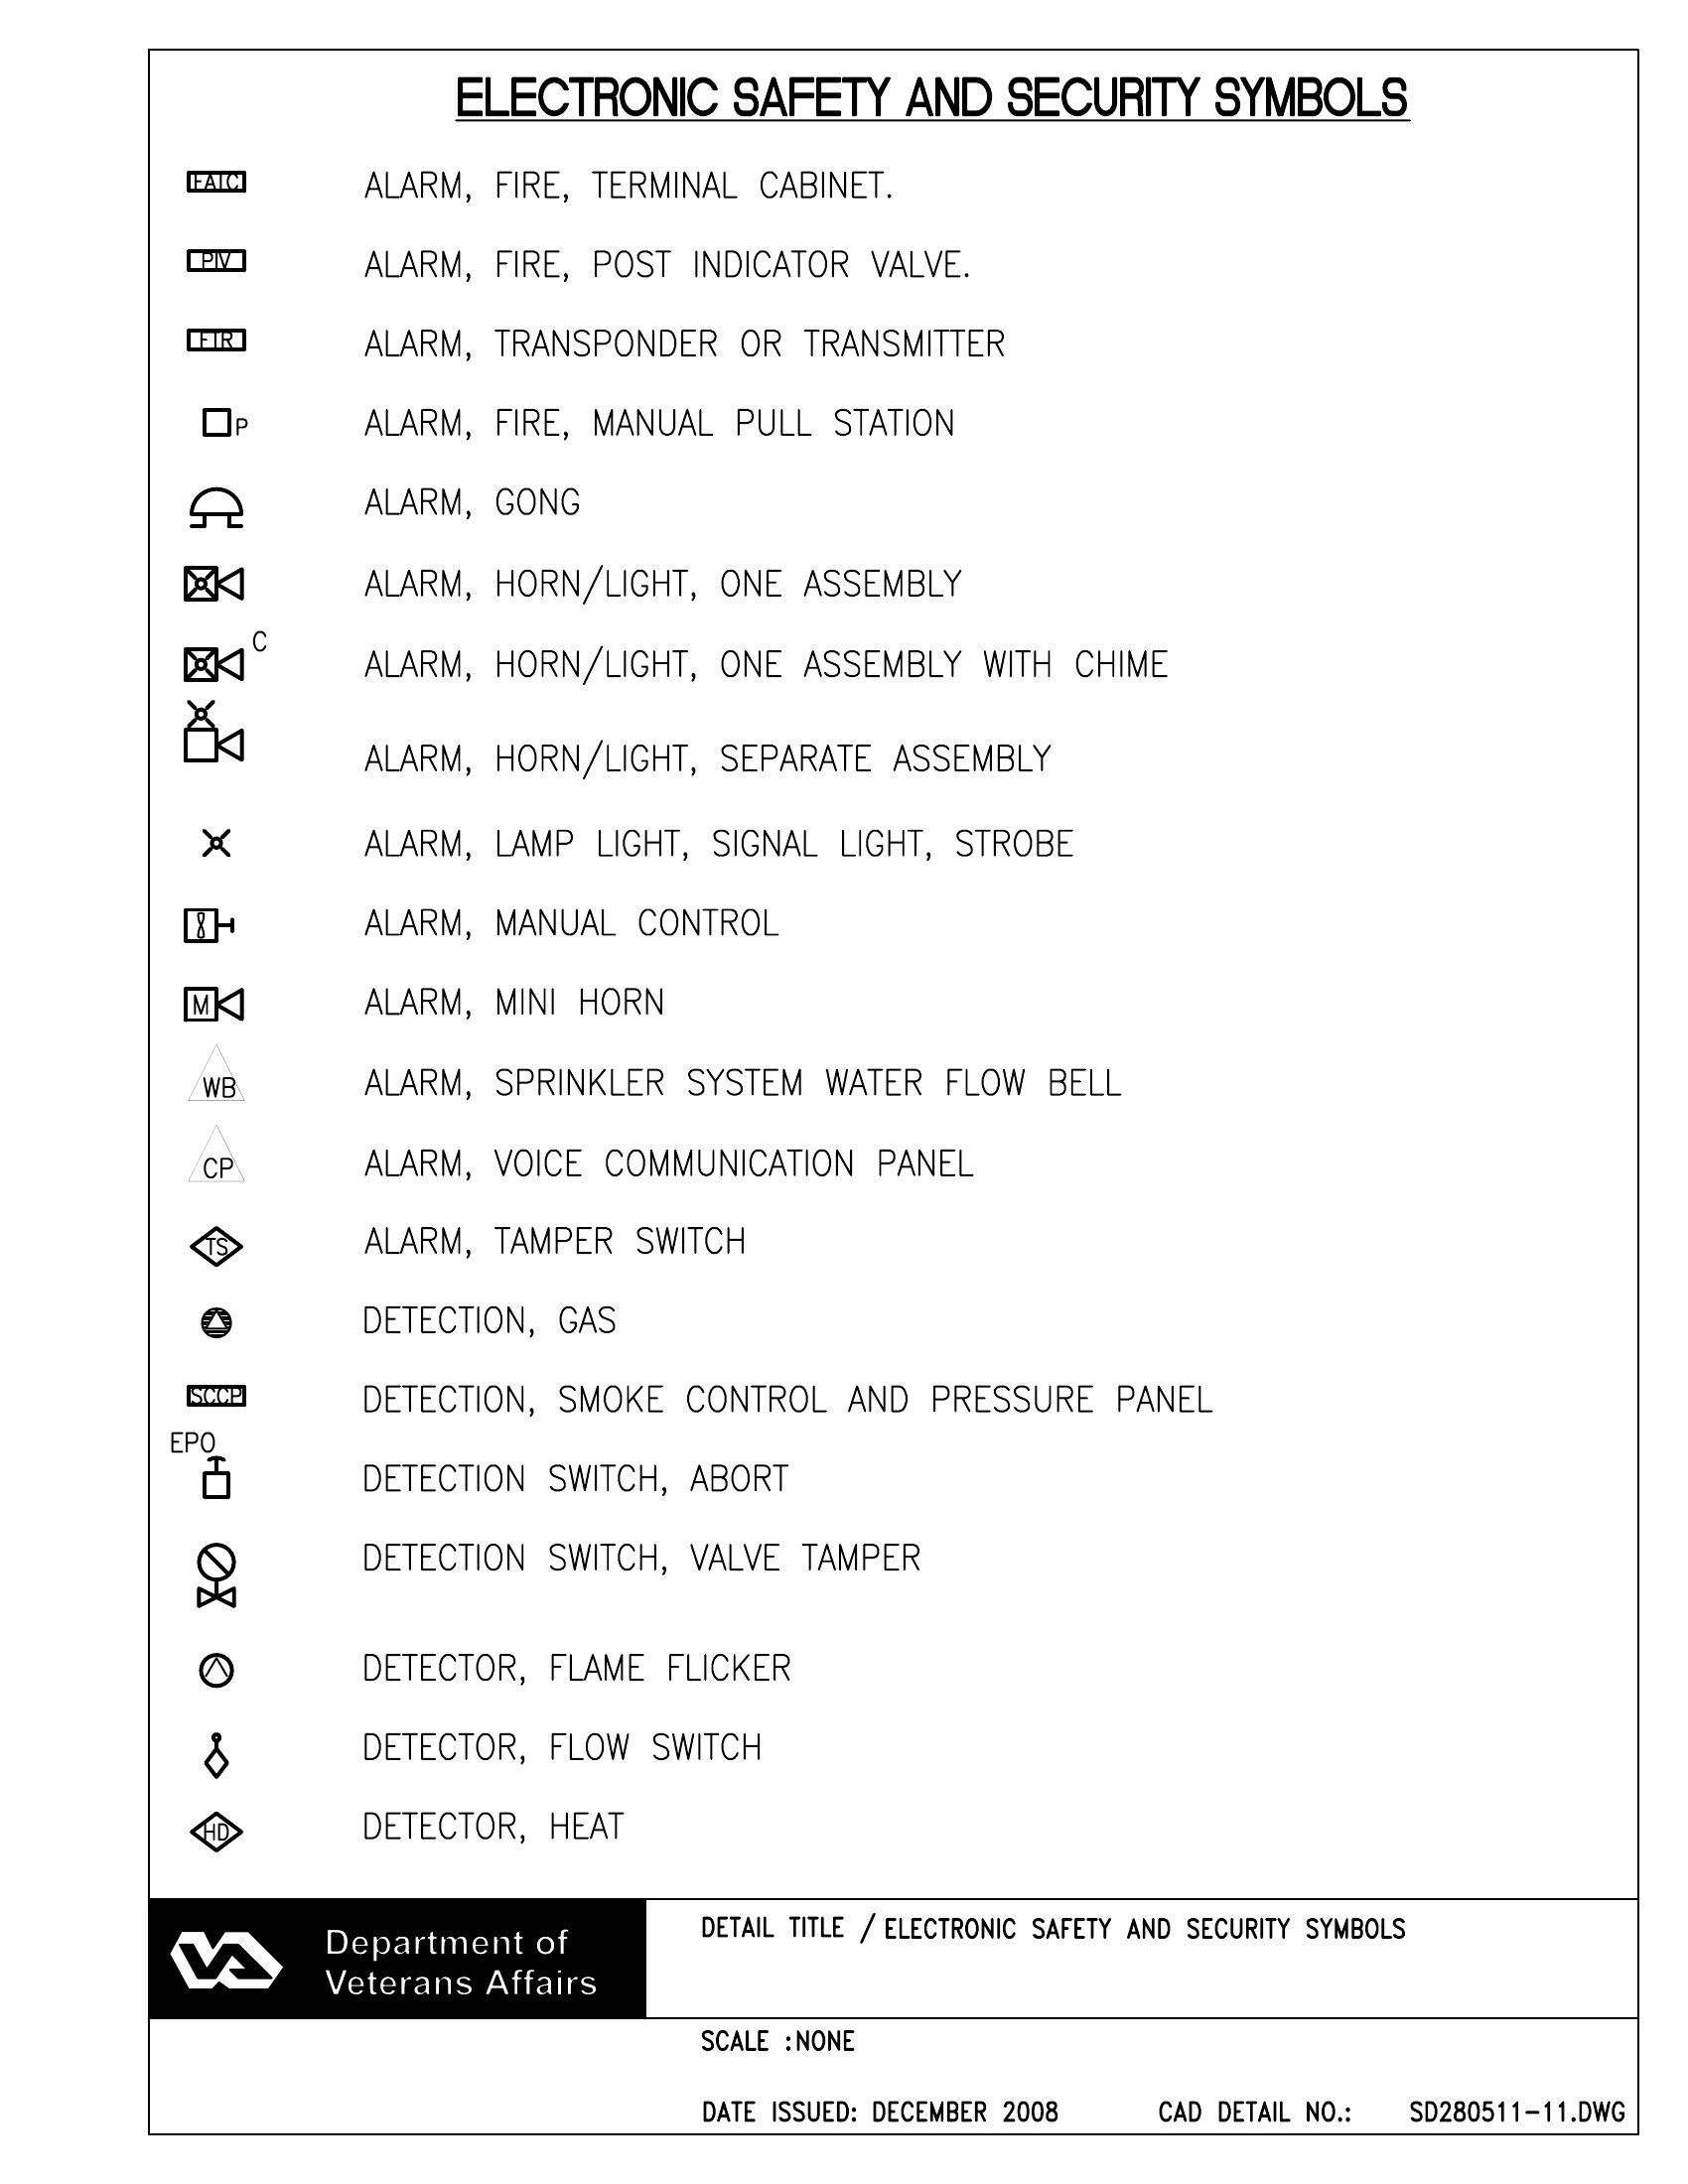 ELECTRONIC SAFETY AND SECURITY SYMBOLS
FATC ALARM, FIRE, TERMINAL CABINET.
PIV ALARM, FIRE, POST INDICATOR VALVE.
FTR ALARM, TRANSPONDER OR TRANSMITTER
P ALARM, FIRE, MANUAL PULL STATION
ALARM, GONG
ALARM, HORN/LIGHT, ONE ASSEMBLY
C
ALARM, HORN/LIGHT, ONE ASSEMBLY WITH CHIME
ALARM, HORN/LIGHT, SEPARATE ASSEMBLY
ALARM, LAMP LIGHT, SIGNAL LIGHT, STROBE
ALARM, MANUAL CONTROL
M ALARM, MINI HORN
WB ALARM, SPRINKLER SYSTEM WATER FLOW BELL
CP ALARM, VOICE COMMUNICATION PANEL
TS ALARM, TAMPER SWITCH
DETECTION, GAS
SCCP DETECTION, SMOKE CONTROL AND PRESSURE PANEL
EPO
DETECTION SWITCH, ABORT
DETECTION SWITCH, VALVE TAMPER
DETECTOR, FLAME FLICKER
DETECTOR, FLOW SWITCH
HD DETECTOR, HEAT
VA Department of
Veterans Affairs
DETAIL TITLE / ELECTRONIC SAFETY AND SECURITY SYMBOLS
SCALE :NONE
DATE ISSUED: DECEMBER 2008 CAD DETAIL NO.: SD280511-11.DWG